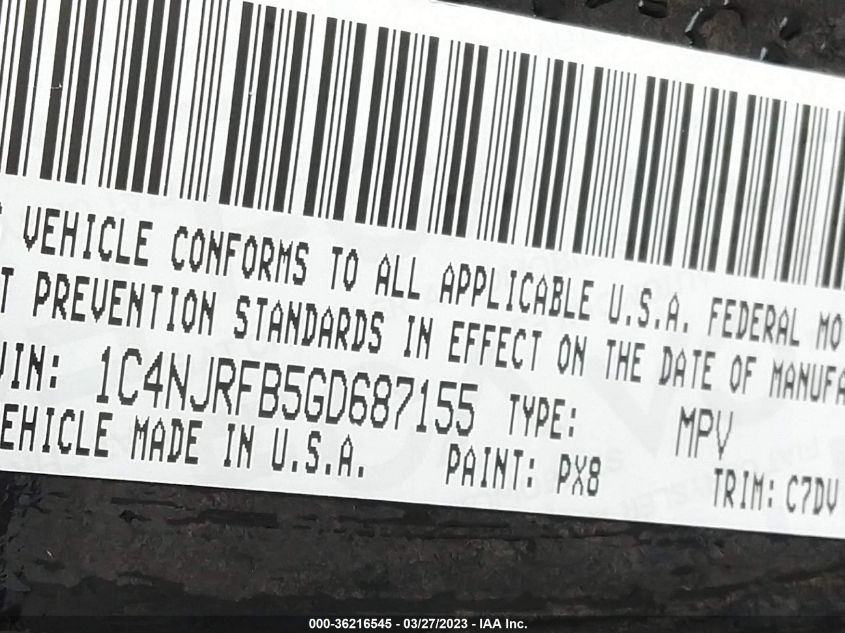 VEHICLE CONFORMS TO ALL APPLICABLE U.S.A. FEDERAL MO
T PREVENTION STANDARDS IN EFFECT ON THE DATE OF MANUFA
VIN: 1C4NJRFB5GD687155 TYPE: MPV
EHICLE MADE IN U.S.A. PAINT: PX8 TRIM: C7DV
000-36216545 - 03/27/2023 - IAA Inc.